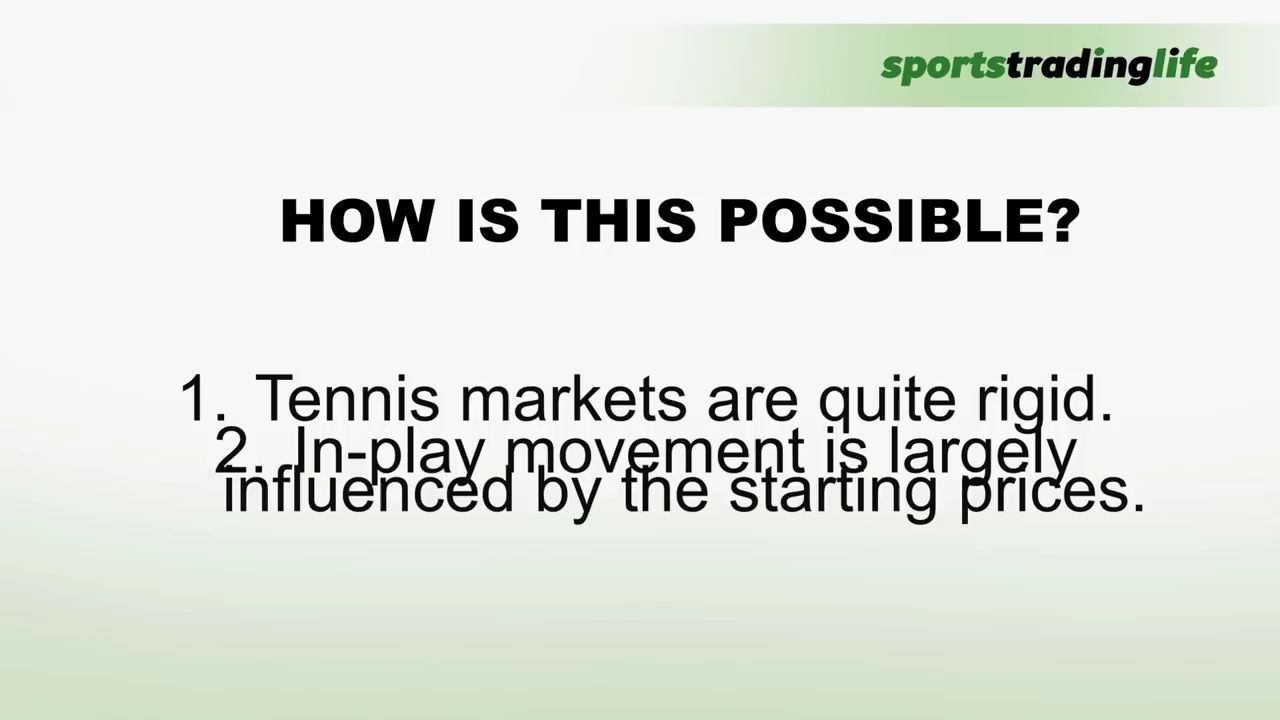 sportstradinglife
HOW IS THIS POSSIBLE?
1. Tennis markets are quite rigid.
2. In-play movement is largely
influenced by the starting prices.